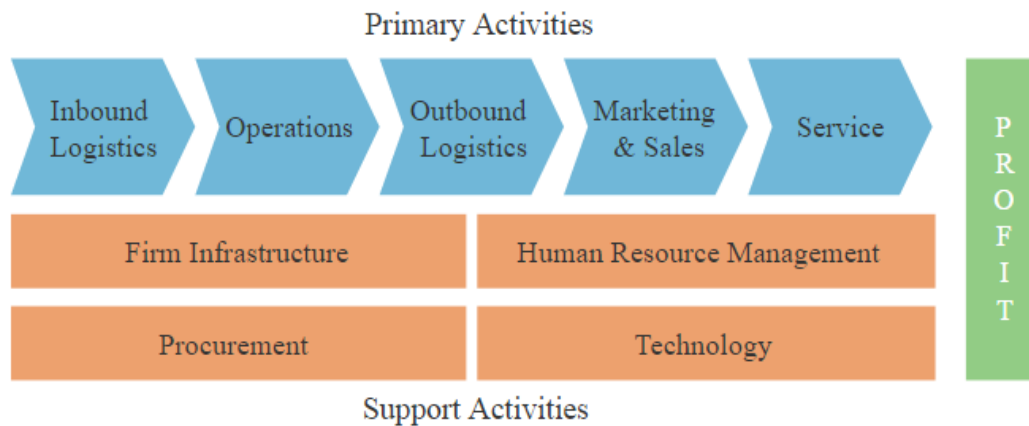 Primary Activities
Inbound
Logistics
Operations
Outbound
Logistics
Marketing
& Sales
Service
Firm Infrastructure
Human Resource Management
Procurement
Technology
Support Activities
P
R
O
F
I
T